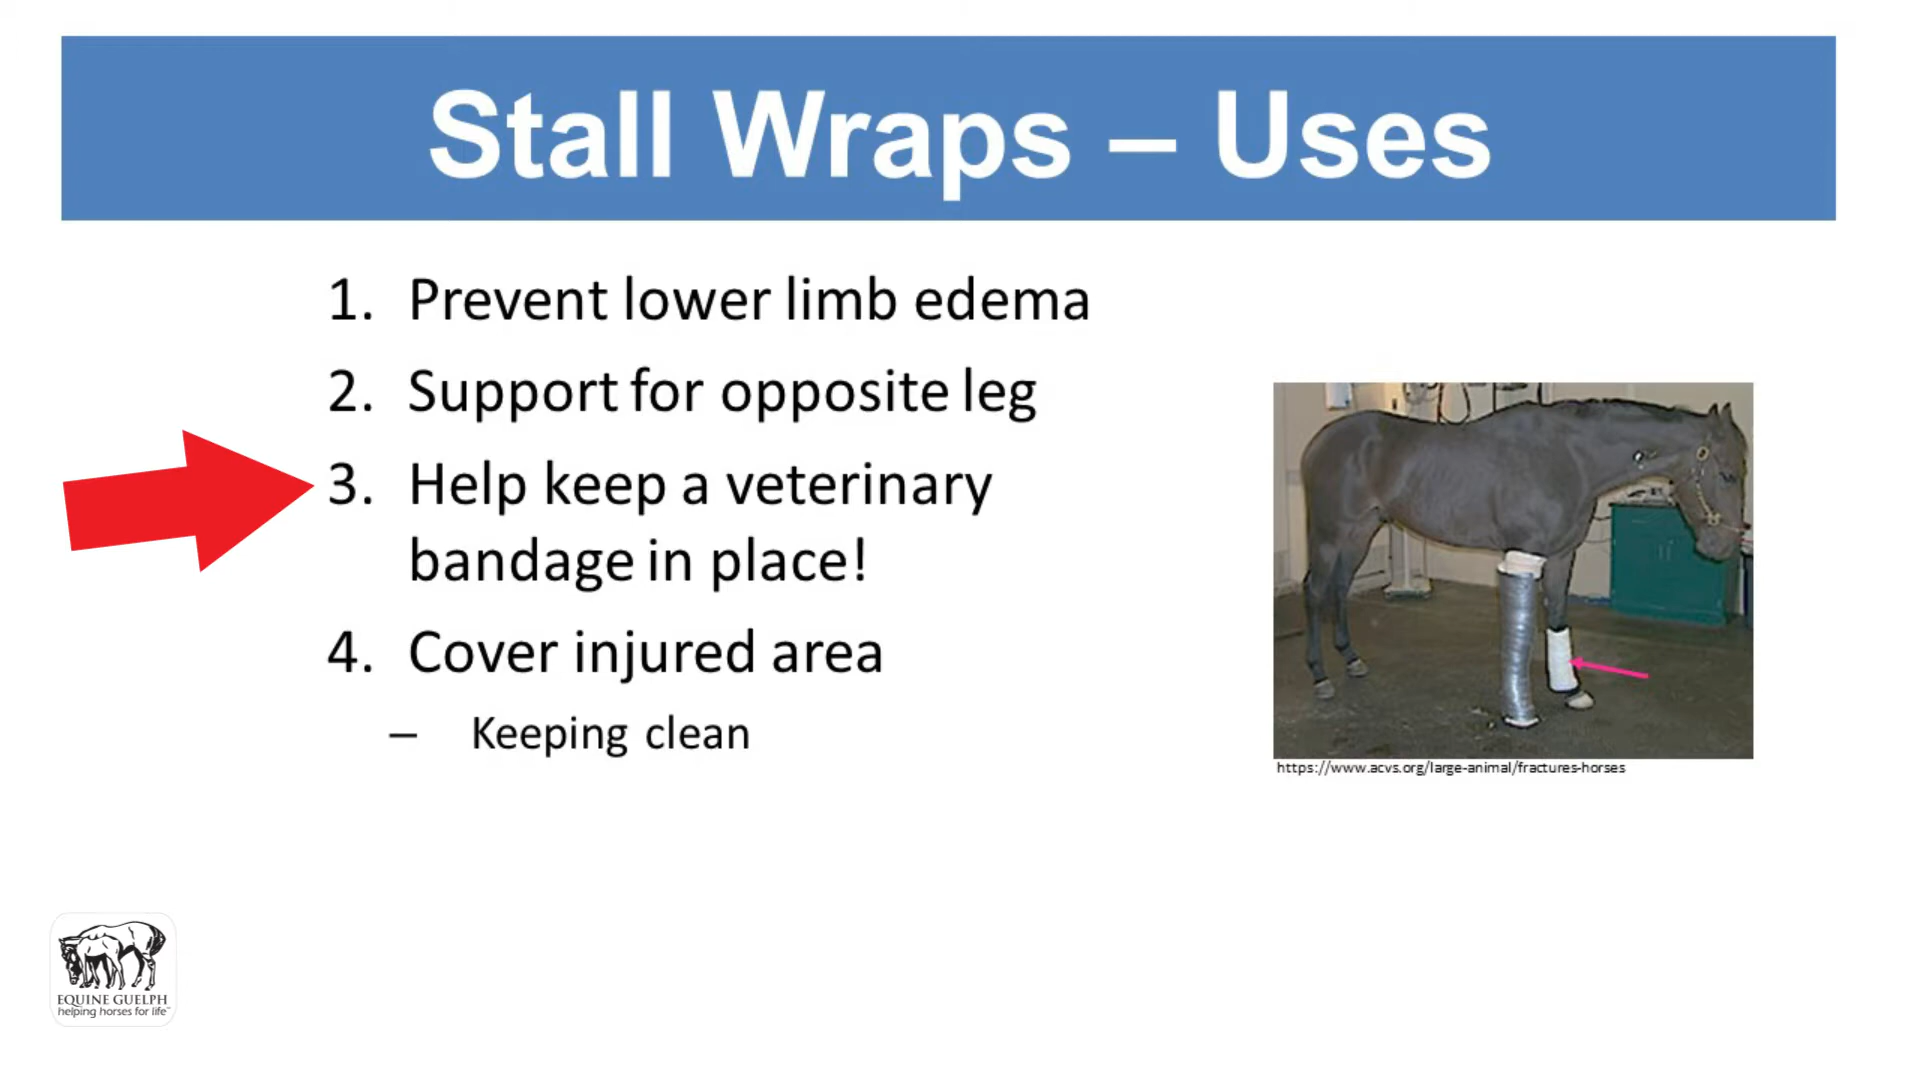 Stall Wraps – Uses
1. Prevent lower limb edema
2. Support for opposite leg
3. Help keep a veterinary
bandage in place!
4. Cover injured area
– Keeping clean
https://www.acvs.org/large-animal/fractures-horses
EQUINE GUELPH
helping horses for life™